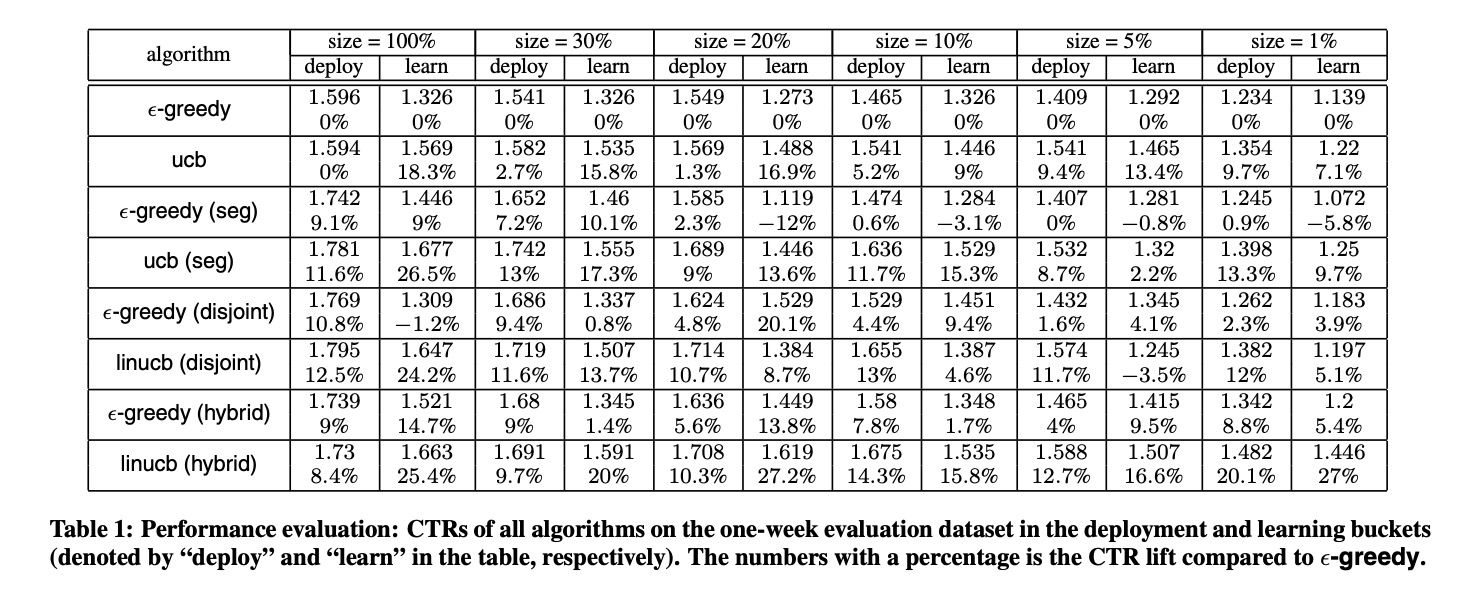 algorithm size = 100% size = 30% size = 20% size = 10% size = 5% size = 1%
deploy learn deploy learn deploy learn deploy learn deploy learn deploy learn
ϵ-greedy 1.596 1.326 1.541 1.326 1.549 1.273 1.465 1.326 1.409 1.292 1.234 1.139
0% 0% 0% 0% 0% 0% 0% 0% 0% 0% 0% 0%
ucb 1.594 1.569 1.582 1.535 1.569 1.488 1.541 1.446 1.541 1.465 1.354 1.22
0% 18.3% 2.7% 15.8% 1.3% 16.9% 5.2% 9% 9.4% 13.4% 9.7% 7.1%
ϵ-greedy (seg) 1.742 1.446 1.652 1.46 1.585 1.119 1.474 1.284 1.407 1.281 1.245 1.072
9.1% 9% 7.2% 10.1% 2.3% −12% 0.6% −3.1% 0% −0.8% 0.9% −5.8%
ucb (seg) 1.781 1.677 1.742 1.555 1.689 1.446 1.636 1.529 1.532 1.32 1.398 1.25
11.6% 26.5% 13% 17.3% 9% 13.6% 11.7% 15.3% 8.7% 2.2% 13.3% 9.7%
ϵ-greedy (disjoint) 1.769 1.309 1.686 1.337 1.624 1.529 1.529 1.451 1.432 1.345 1.262 1.183
10.8% −1.2% 9.4% 0.8% 4.8% 20.1% 4.4% 9.4% 1.6% 4.1% 2.3% 3.9%
linucb (disjoint) 1.795 1.647 1.719 1.507 1.714 1.384 1.655 1.387 1.574 1.245 1.382 1.197
12.5% 24.2% 11.6% 13.7% 10.7% 8.7% 13% 4.6% 11.7% −3.5% 12% 5.1%
ϵ-greedy (hybrid) 1.739 1.521 1.68 1.345 1.636 1.449 1.58 1.348 1.465 1.415 1.342 1.2
9% 14.7% 9% 1.4% 5.6% 13.8% 7.8% 1.7% 4% 9.5% 8.8% 5.4%
linucb (hybrid) 1.73 1.663 1.691 1.591 1.708 1.619 1.675 1.535 1.588 1.507 1.482 1.446
8.4% 25.4% 9.7% 20% 10.3% 27.2% 14.3% 15.8% 12.7% 16.6% 20.1% 27%
Table 1: Performance evaluation: CTRs of all algorithms on the one-week evaluation dataset in the deployment and learning buckets
(denoted by “deploy” and “learn” in the table, respectively). The numbers with a percentage is the CTR lift compared to ϵ-greedy.